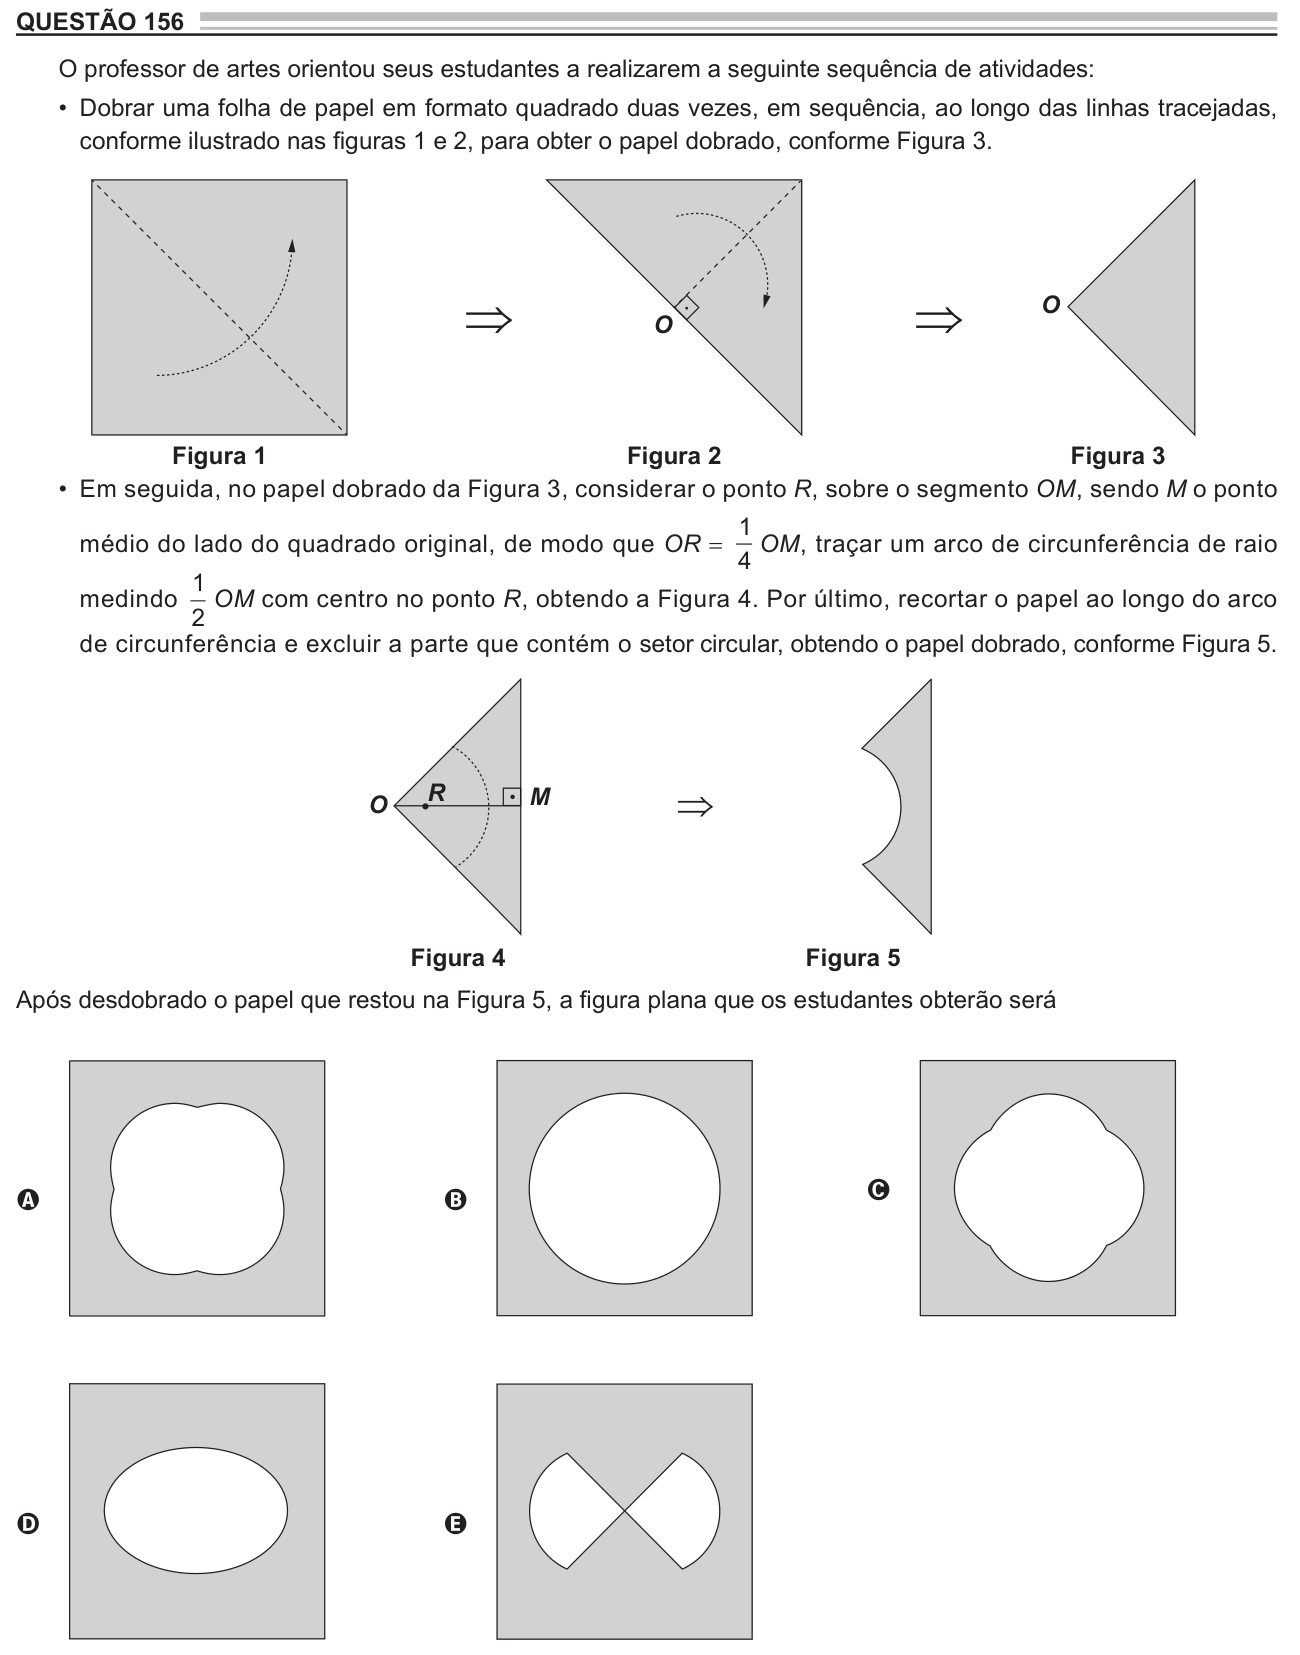 QUESTÃO 156
O professor de artes orientou seus estudantes a realizarem a seguinte sequência de atividades:
• Dobrar uma folha de papel em formato quadrado duas vezes, em sequência, ao longo das linhas tracejadas,
conforme ilustrado nas figuras 1 e 2, para obter o papel dobrado, conforme Figura 3.
O
O
Figura 1 Figura 2 Figura 3
• Em seguida, no papel dobrado da Figura 3, considerar o ponto R, sobre o segmento OM, sendo M o ponto
médio do lado do quadrado original, de modo que OR = 1/4 OM, traçar um arco de circunferência de raio
medindo 1/2 OM com centro no ponto R, obtendo a Figura 4. Por último, recortar o papel ao longo do arco
de circunferência e excluir a parte que contém o setor circular, obtendo o papel dobrado, conforme Figura 5.
O R M
Figura 4 Figura 5
Após desdobrado o papel que restou na Figura 5, a figura plana que os estudantes obterão será
A B C
D E